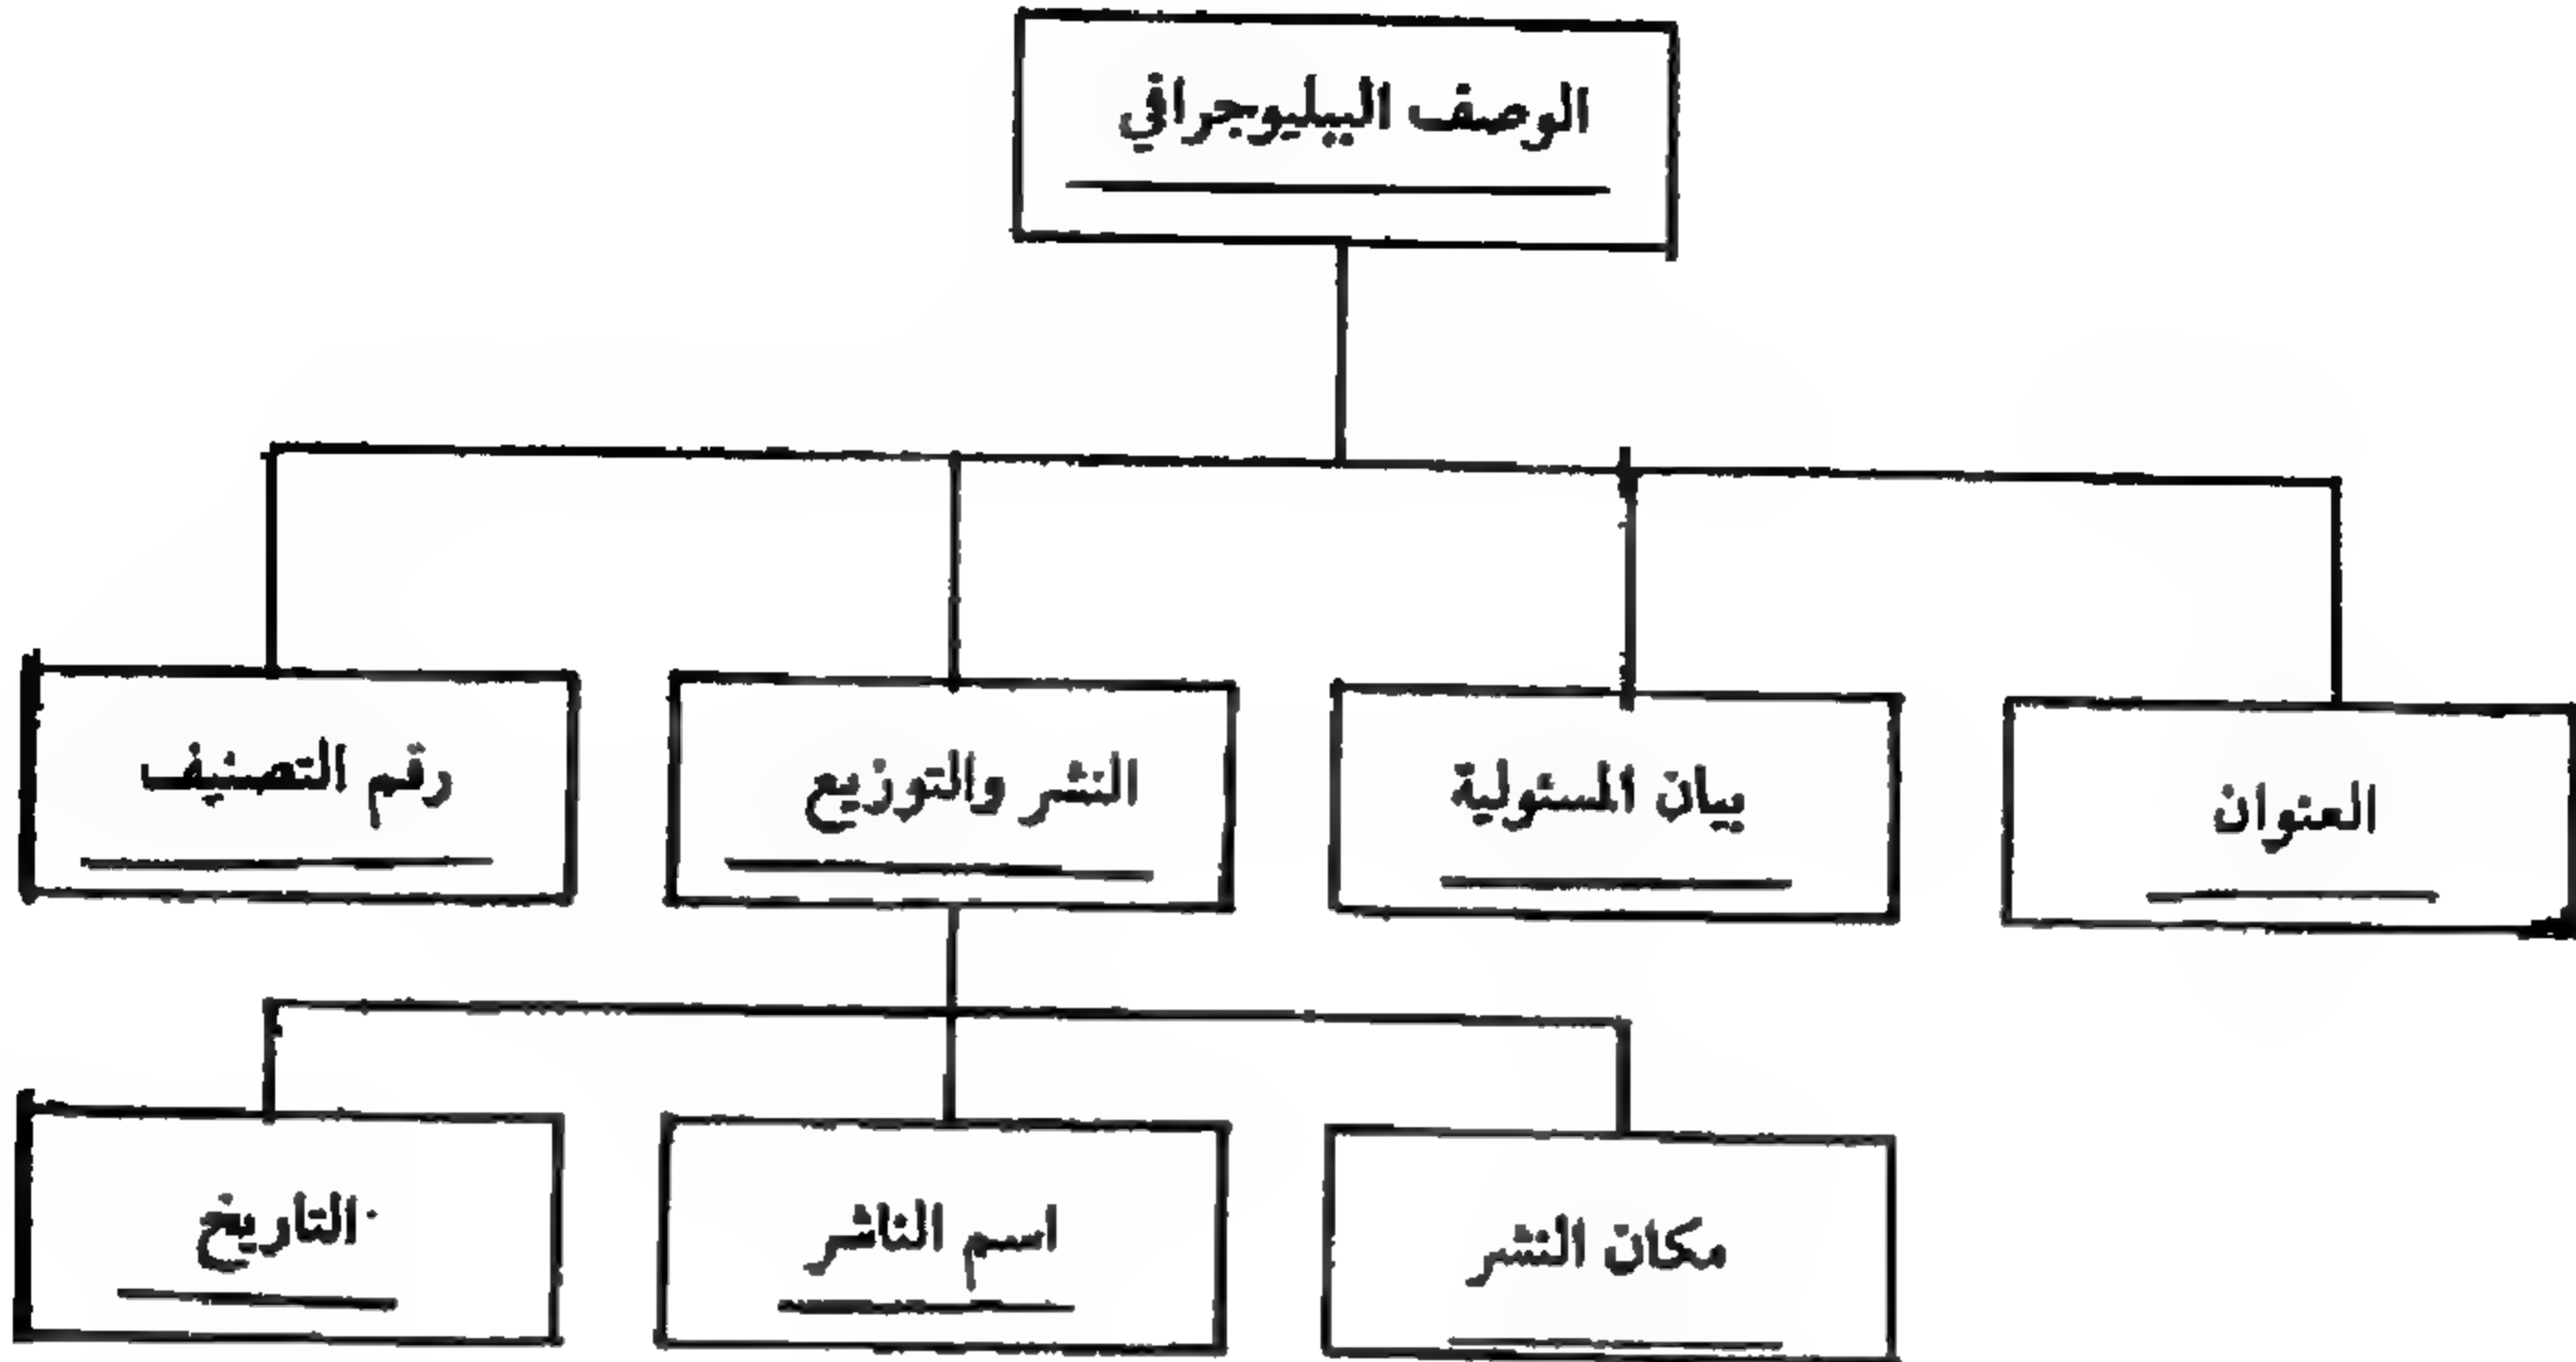 الوصف الببليوجرافي
العنوان
بيان المسئولية
النشر والتوزيع
رقم التصنيف
مكان النشر
اسم الناشر
التاريخ